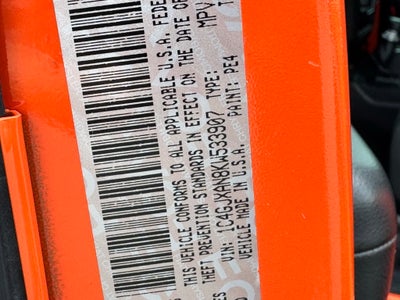 THIS VEHICLE CONFORMS TO ALL APPLICABLE U.S.A. FEDE
THEFT PREVENTION STANDARDS IN EFFECT ON THE DATE OF
VIN: 1C4GJXAN8KW533907 TYPE: MPV
VEHICLE MADE IN U.S.A. PAINT: PE4